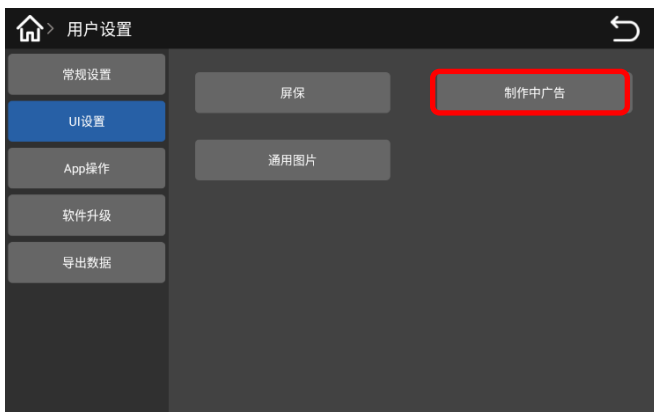 > 用户设置
常规设置
UI设置
App操作
软件升级
导出数据
屏保
制作中广告
通用图片